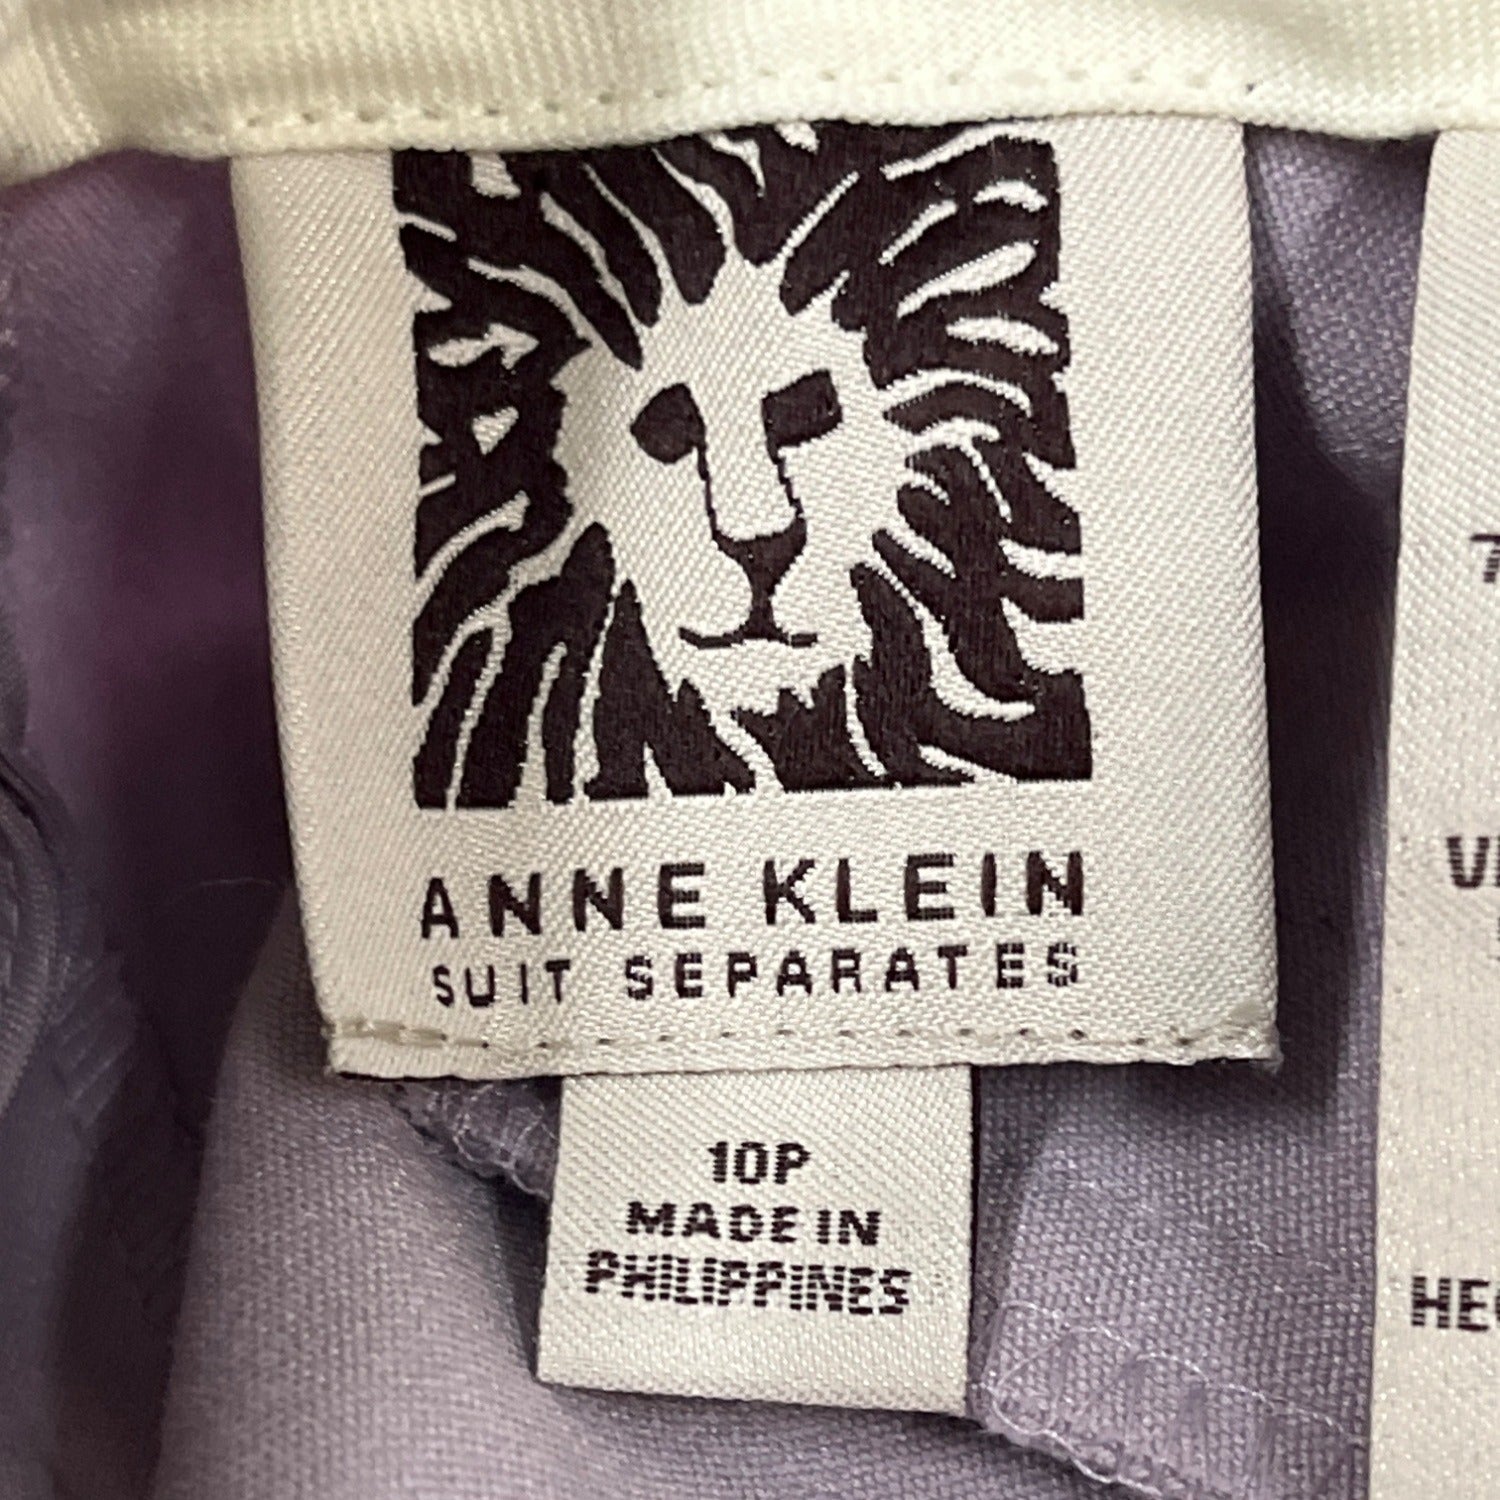 ANNE KLEIN
SUIT SEPARATES
10P
MADE IN
PHILIPPINES